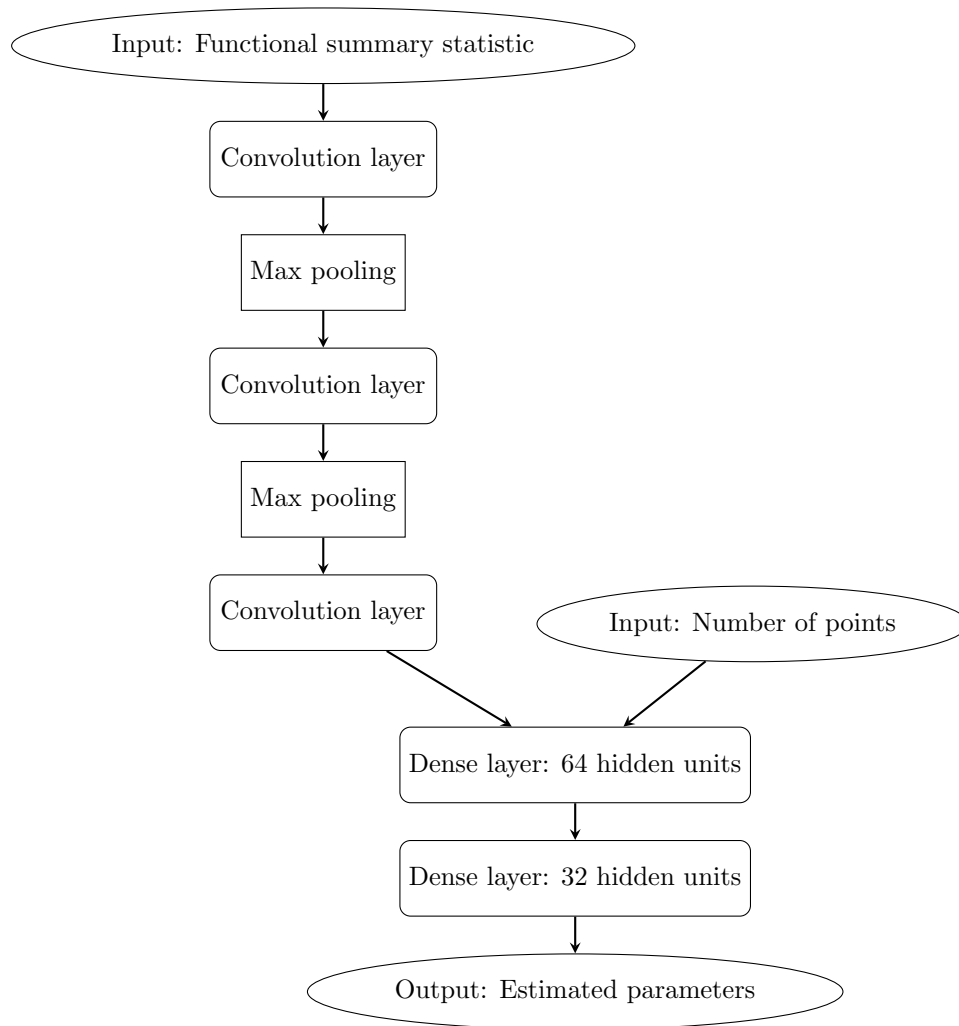 Input: Functional summary statistic
Convolution layer
Max pooling
Convolution layer
Max pooling
Convolution layer
Input: Number of points
Dense layer: 64 hidden units
Dense layer: 32 hidden units
Output: Estimated parameters